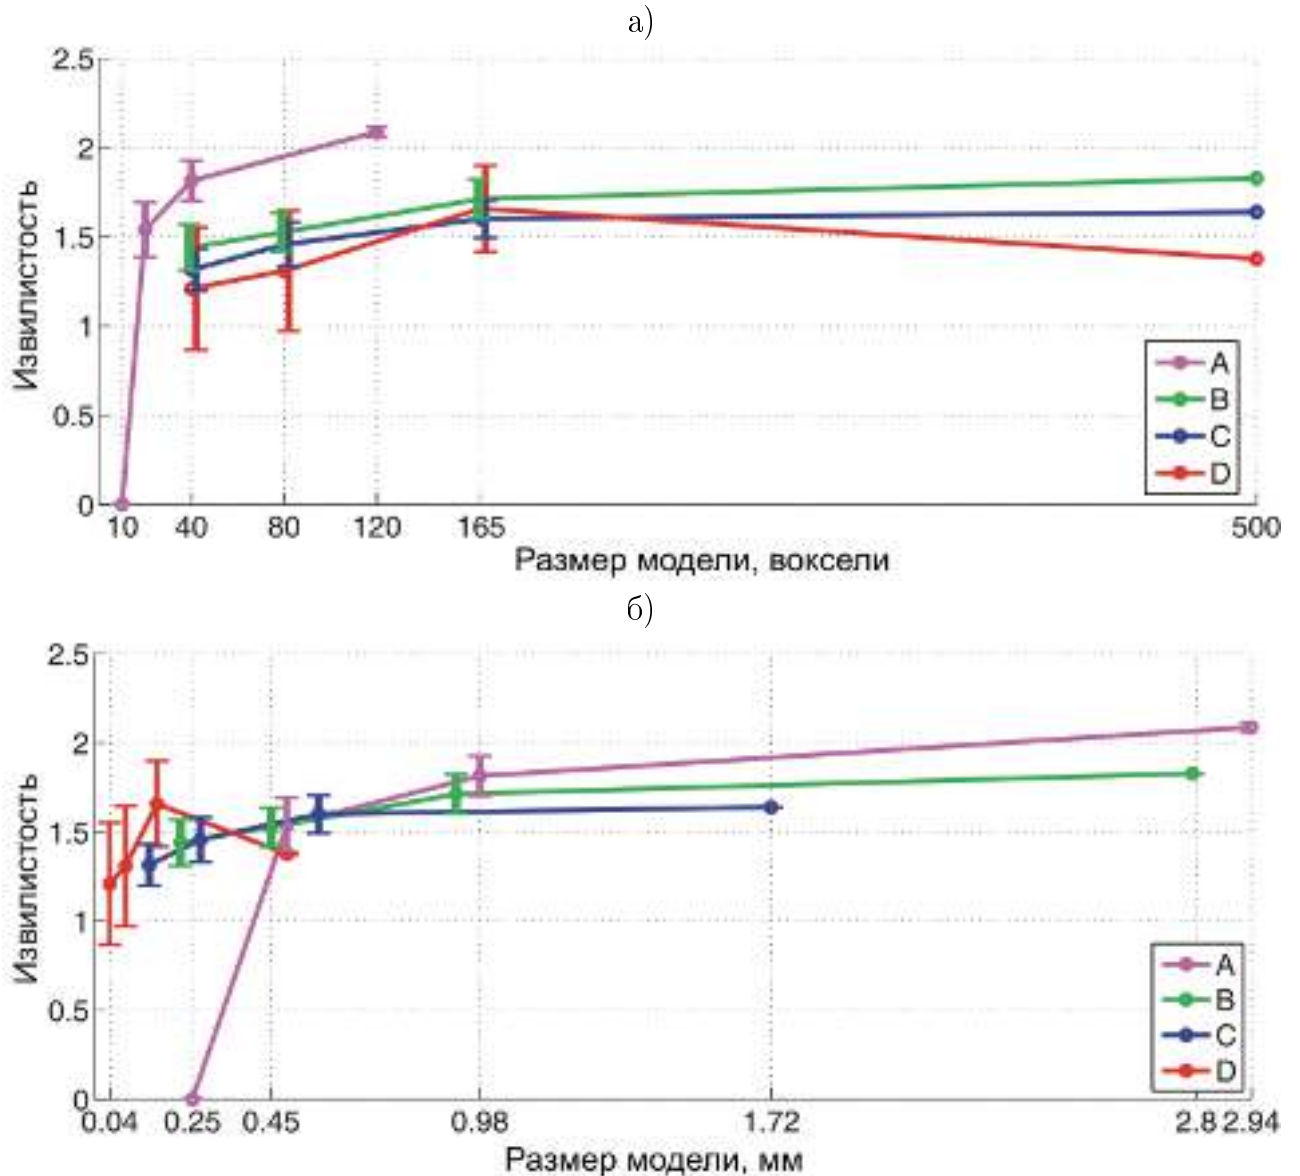 а)
2.5
2
1.5
1
0.5
0
Извилистость
10 40 80 120 165 500
Размер модели, воксели
A
B
C
D
б)
2.5
2
1.5
1
0.5
0
Извилистость
0.04 0.25 0.45 0.98 1.72 2.8 2.94
Размер модели, мм
A
B
C
D